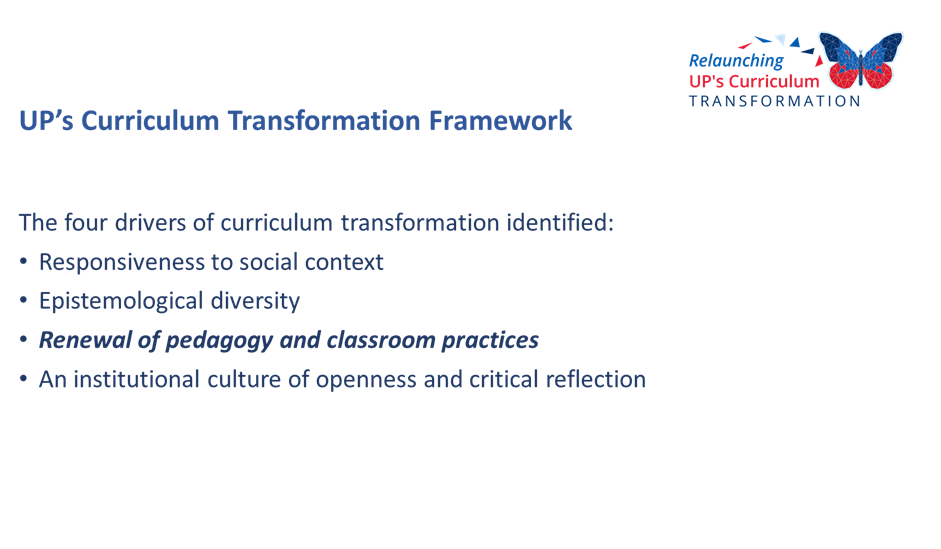 Relaunching
UP's Curriculum
TRANSFORMATION
UP’s Curriculum Transformation Framework
The four drivers of curriculum transformation identified:
• Responsiveness to social context
• Epistemological diversity
• Renewal of pedagogy and classroom practices
• An institutional culture of openness and critical reflection